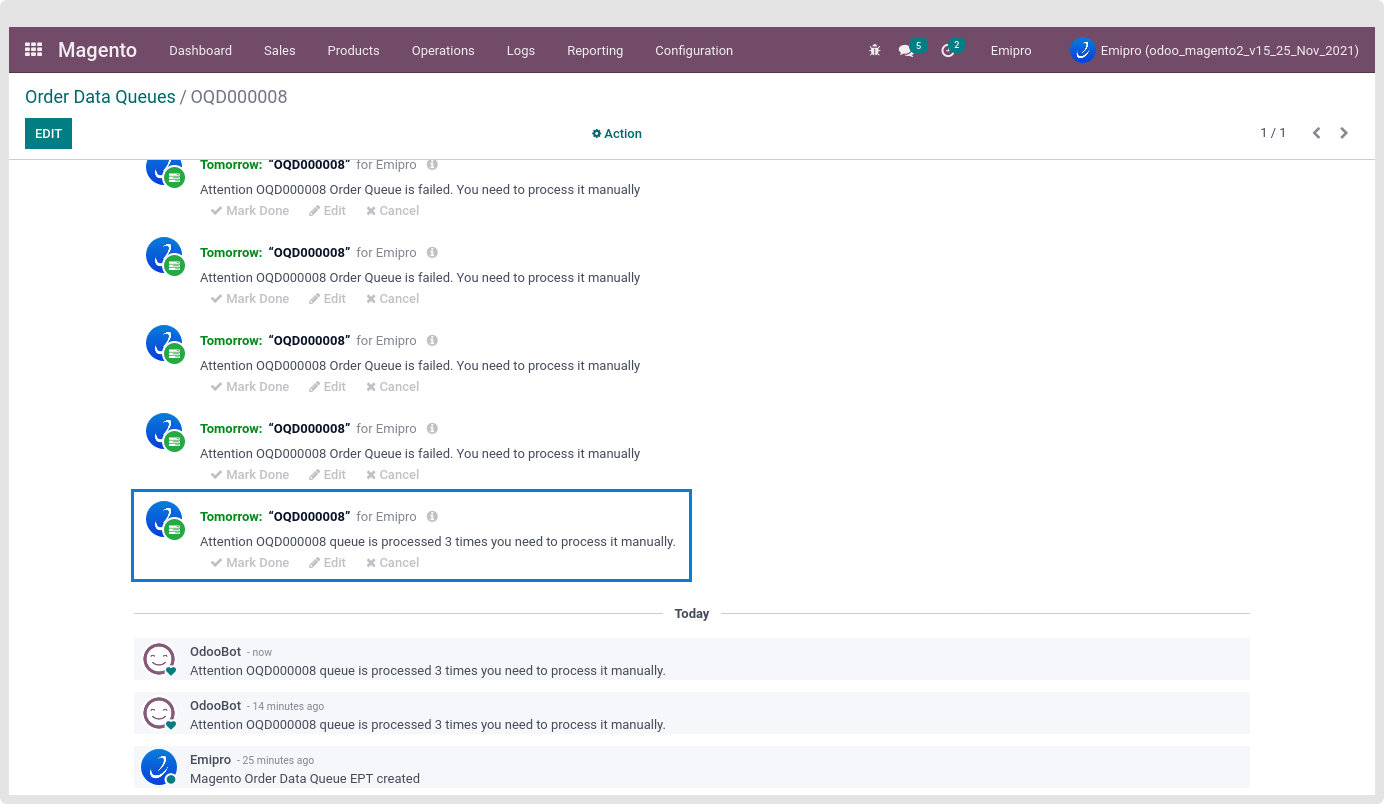 Magento Dashboard Sales Products Operations Logs Reporting Configuration 5 2 Emipro Emipro (odoo_magento2_v15_25_Nov_2021)
Order Data Queues / OQD000008
EDIT Action 1 / 1
Tomorrow: “OQD000008” for Emipro
Attention OQD000008 Order Queue is failed. You need to process it manually
Mark Done Edit Cancel
Tomorrow: “OQD000008” for Emipro
Attention OQD000008 Order Queue is failed. You need to process it manually
Mark Done Edit Cancel
Tomorrow: “OQD000008” for Emipro
Attention OQD000008 Order Queue is failed. You need to process it manually
Mark Done Edit Cancel
Tomorrow: “OQD000008” for Emipro
Attention OQD000008 Order Queue is failed. You need to process it manually
Mark Done Edit Cancel
Tomorrow: “OQD000008” for Emipro
Attention OQD000008 queue is processed 3 times you need to process it manually.
Mark Done Edit Cancel
Today
OdooBot - now
Attention OQD000008 queue is processed 3 times you need to process it manually.
OdooBot - 14 minutes ago
Attention OQD000008 queue is processed 3 times you need to process it manually.
Emipro - 25 minutes ago
Magento Order Data Queue EPT created